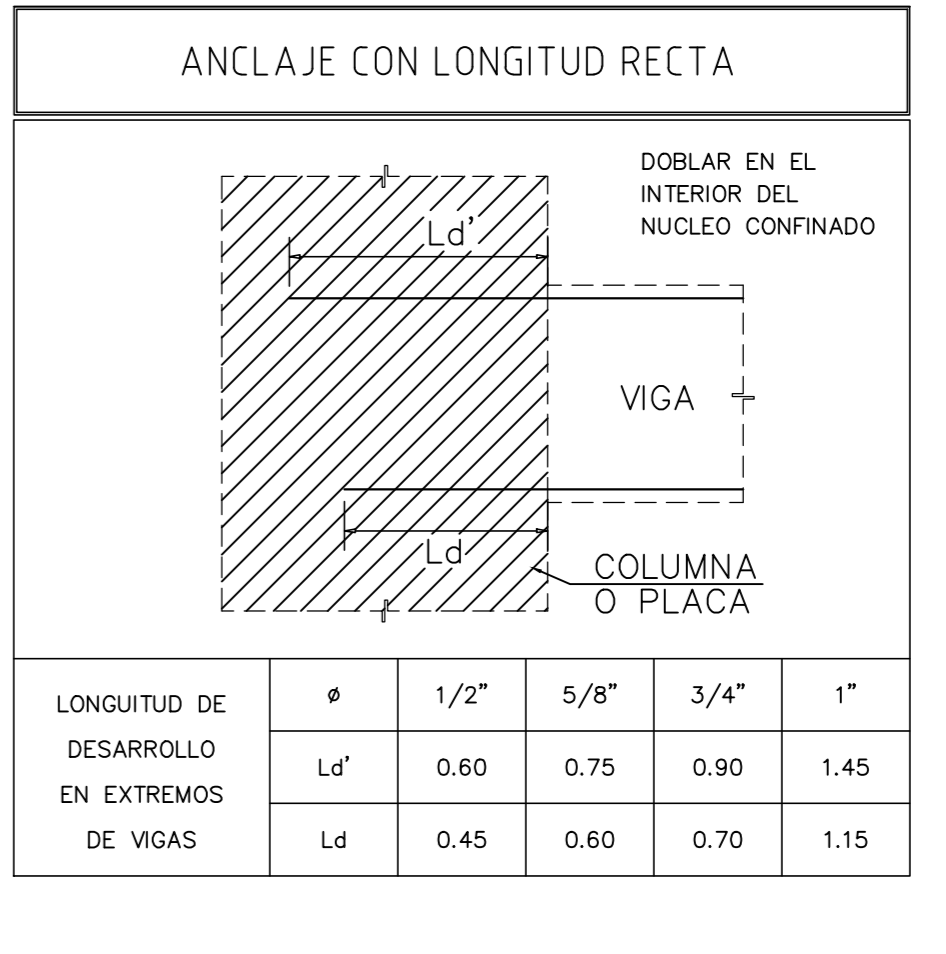 ANCLAJE CON LONGITUD RECTA
DOBLAR EN EL
INTERIOR DEL
NUCLEO CONFINADO
Ld’
VIGA
Ld
COLUMNA
O PLACA
LONGUITUD DE
DESARROLLO
EN EXTREMOS
DE VIGAS
ø 1/2” 5/8” 3/4” 1”
Ld’ 0.60 0.75 0.90 1.45
Ld 0.45 0.60 0.70 1.15